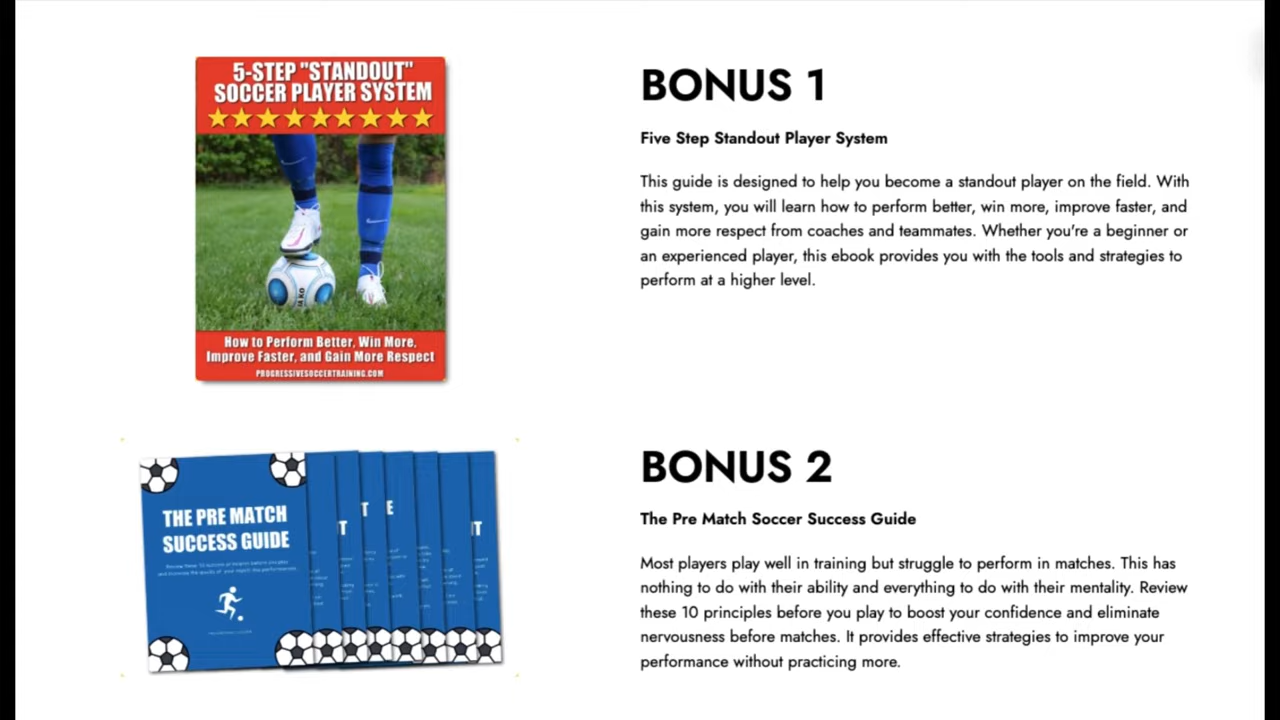 5-STEP "STANDOUT"
SOCCER PLAYER SYSTEM
How to Perform Better, Win More,
Improve Faster, and Gain More Respect
PROGRESSIVESOCCERTRAINING.COM
BONUS 1
Five Step Standout Player System
This guide is designed to help you become a standout player on the field. With
this system, you will learn how to perform better, win more, improve faster, and
gain more respect from coaches and teammates. Whether you're a beginner or
an experienced player, this ebook provides you with the tools and strategies to
perform at a higher level.
THE PRE MATCH
SUCCESS GUIDE
BONUS 2
The Pre Match Soccer Success Guide
Most players play well in training but struggle to perform in matches. This has
nothing to do with their ability and everything to do with their mentality. Review
these 10 principles before you play to boost your confidence and eliminate
nervousness before matches. It provides effective strategies to improve your
performance without practicing more.